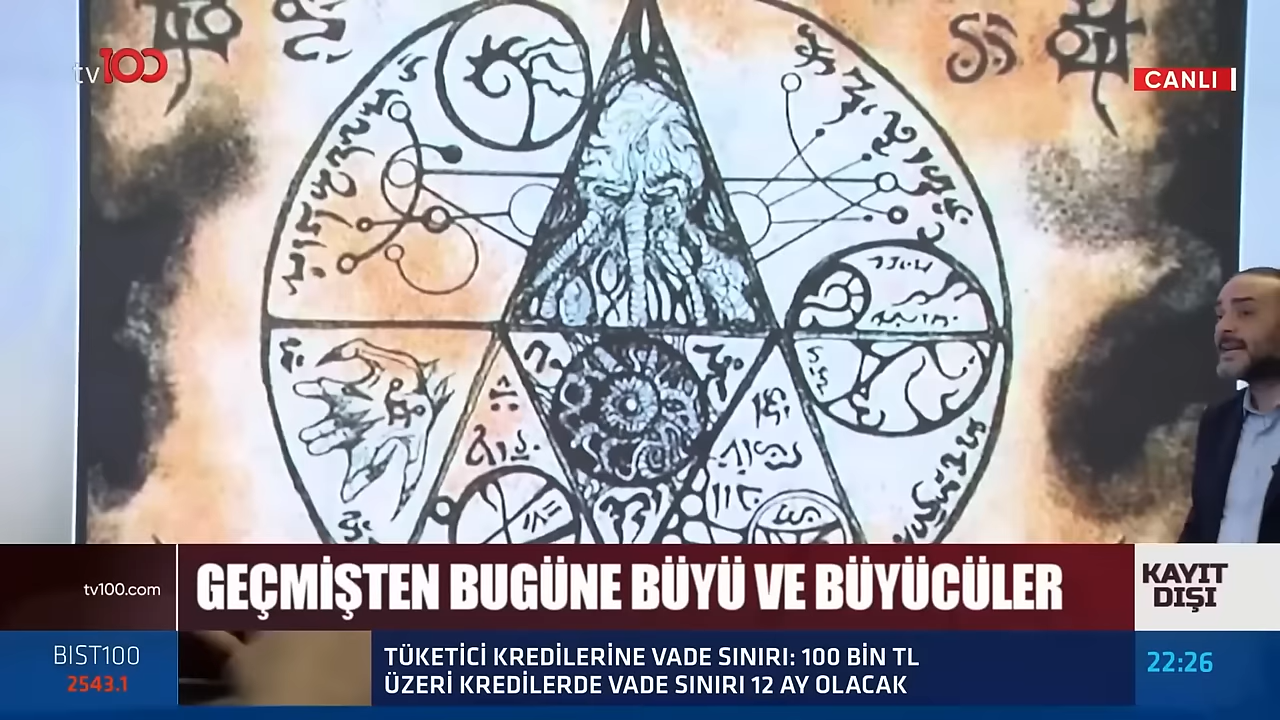 tv100
CANLI
tv100.com
GEÇMİŞTEN BUGÜNE BÜYÜ VE BÜYÜCÜLER
KAYIT
DIŞI
BIST100
2543.1
TÜKETİCİ KREDİLERİNE VADE SINIRI: 100 BİN TL
ÜZERİ KREDİLERDE VADE SINIRI 12 AY OLACAK
22:26